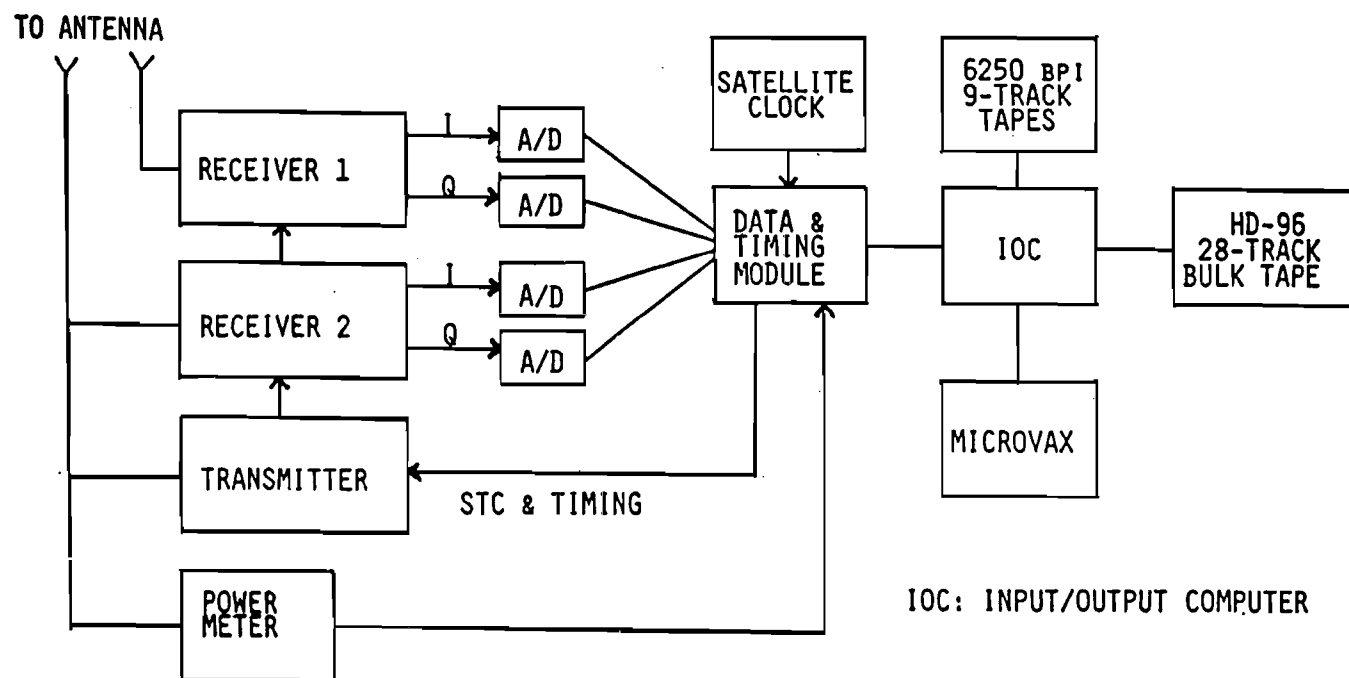 TO ANTENNA
RECEIVER 1
I
A/D
Q
A/D
RECEIVER 2
I
A/D
Q
A/D
TRANSMITTER
STC & TIMING
POWER
METER
SATELLITE
CLOCK
DATA &
TIMING
MODULE
6250 BPI
9-TRACK
TAPES
IOC
HD-96
28-TRACK
BULK TAPE
MICROVAX
IOC: INPUT/OUTPUT COMPUTER